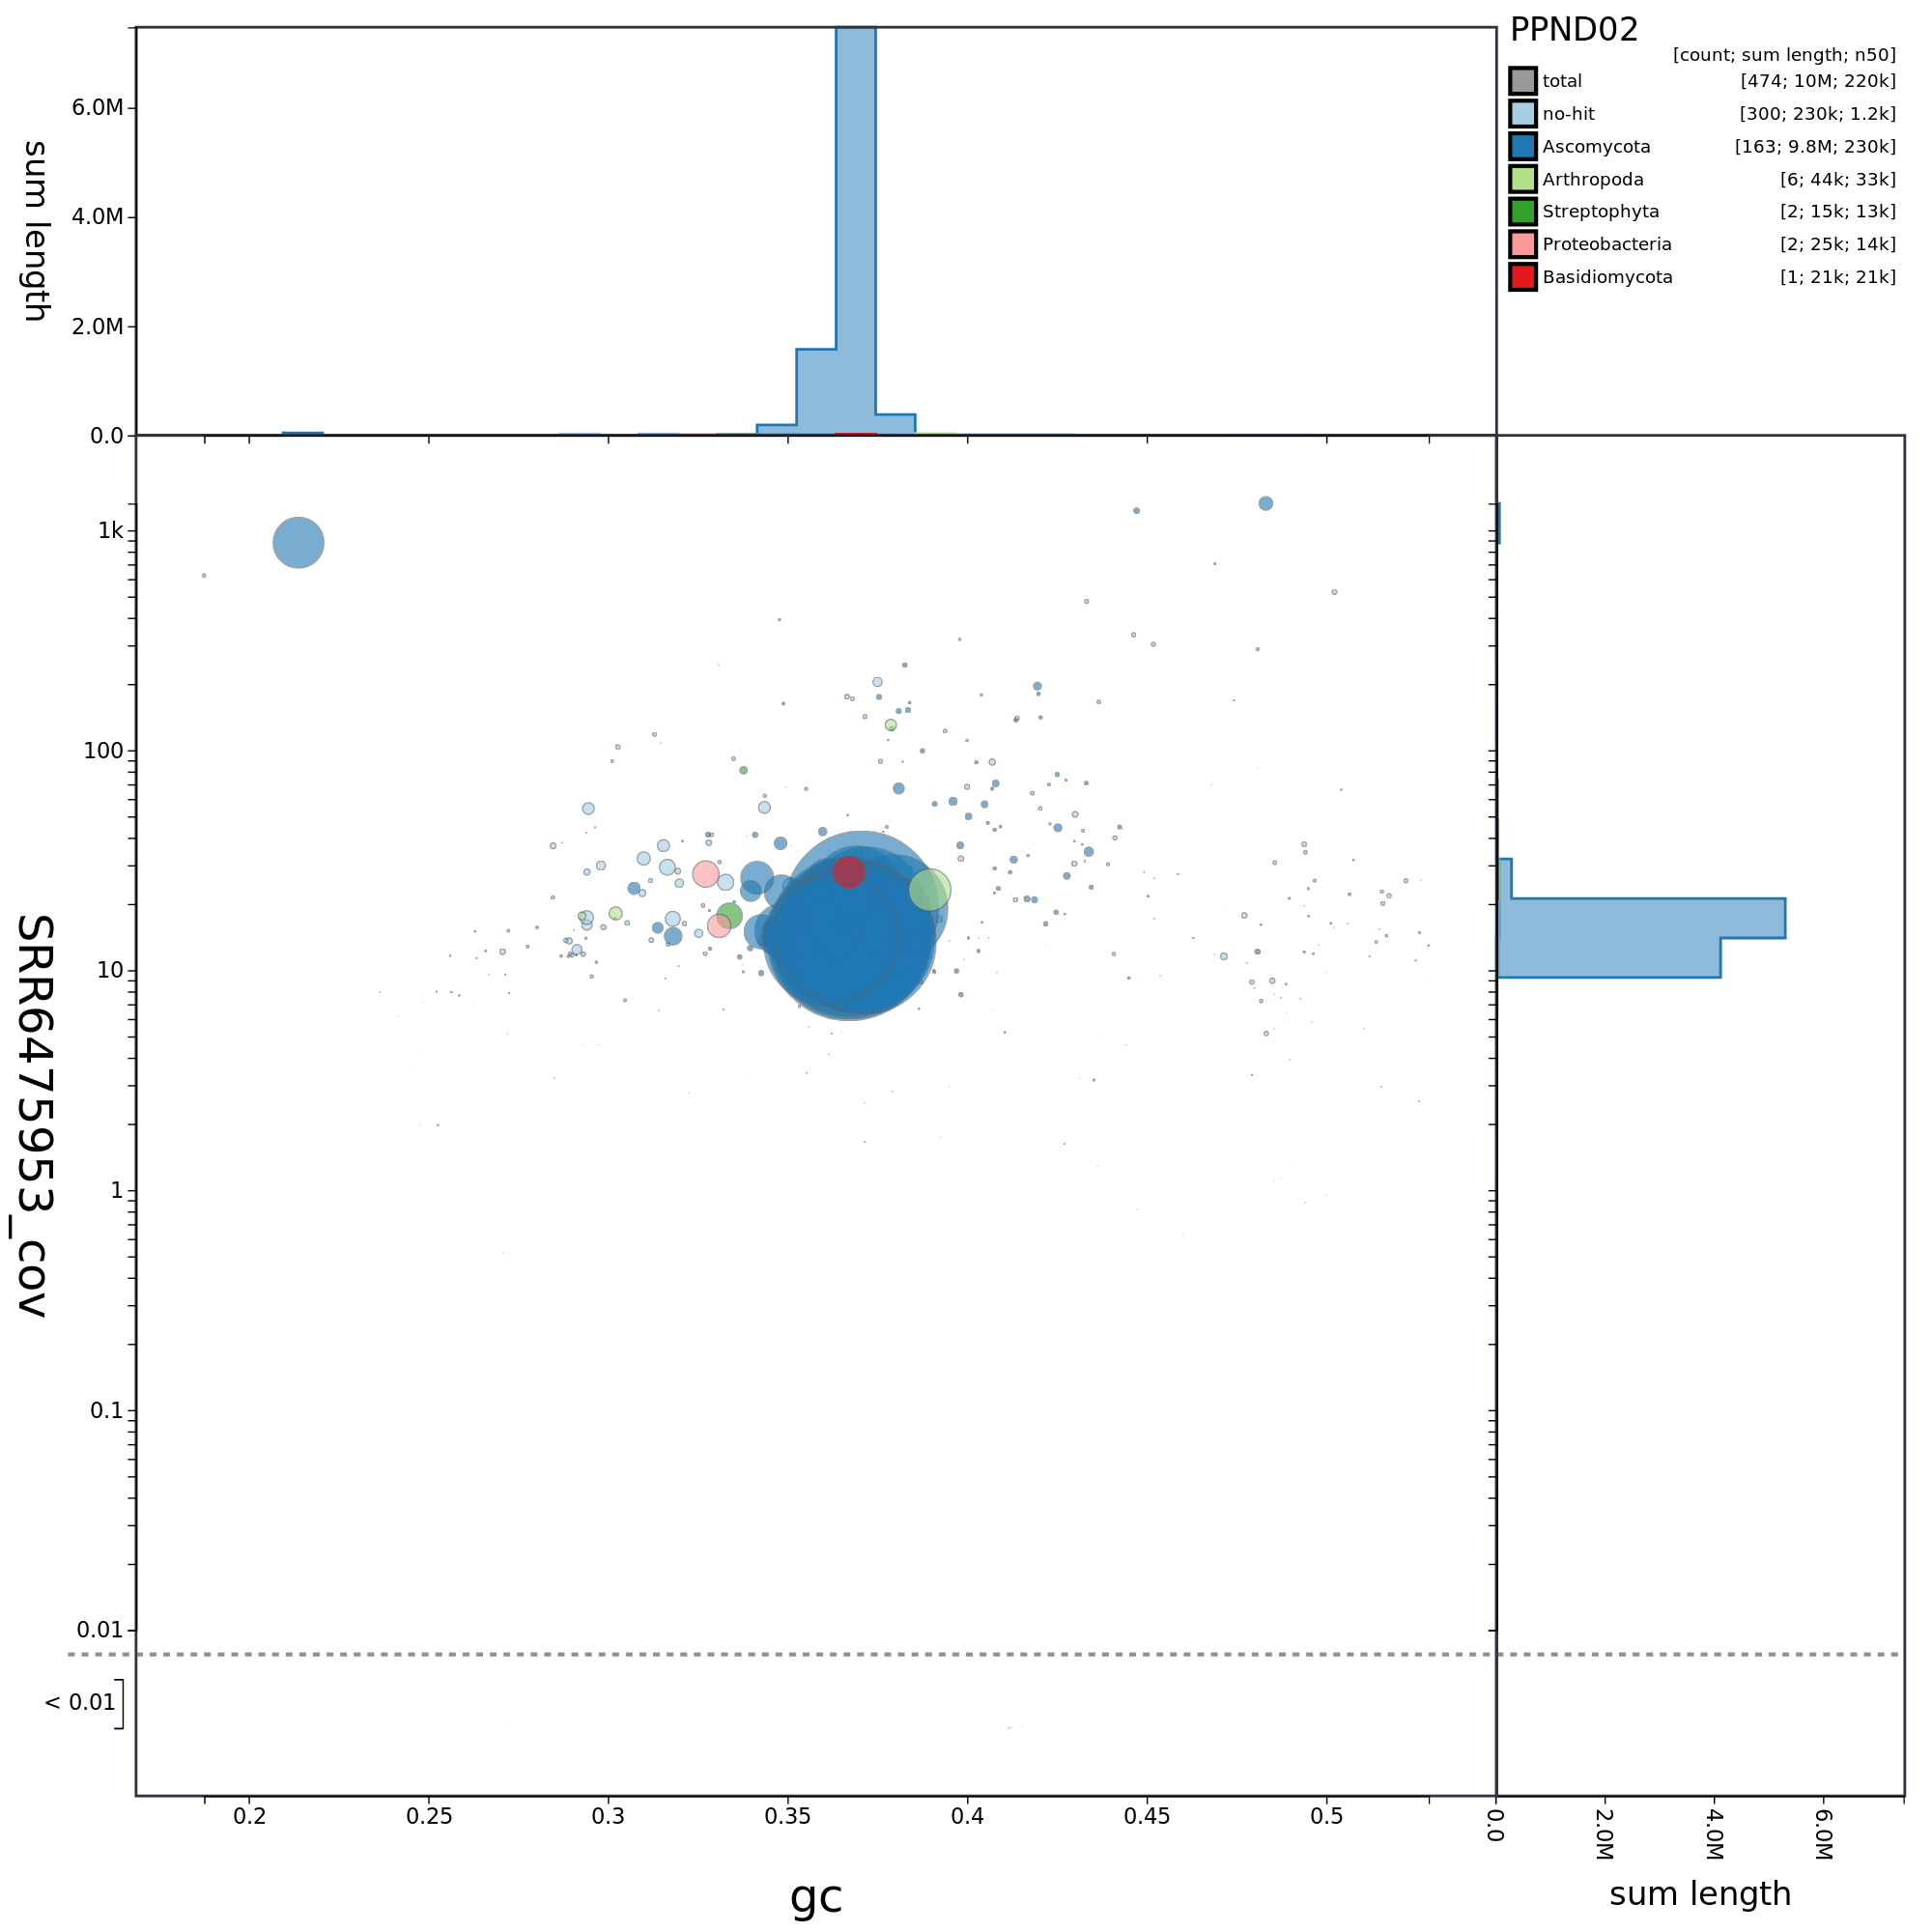 PPND02
[count; sum length; n50]
total [474; 10M; 220k]
no-hit [300; 230k; 1.2k]
Ascomycota [163; 9.8M; 230k]
Arthropoda [6; 44k; 33k]
Streptophyta [2; 15k; 13k]
Proteobacteria [2; 25k; 14k]
Basidiomycota [1; 21k; 21k]
sum length
6.0M
4.0M
2.0M
0.0
SRR6475953_cov
1k
100
10
1
0.1
0.01
< 0.01
0.2 0.25 0.3 0.35 0.4 0.45 0.5
gc
0.0 2.0M 4.0M 6.0M
sum length